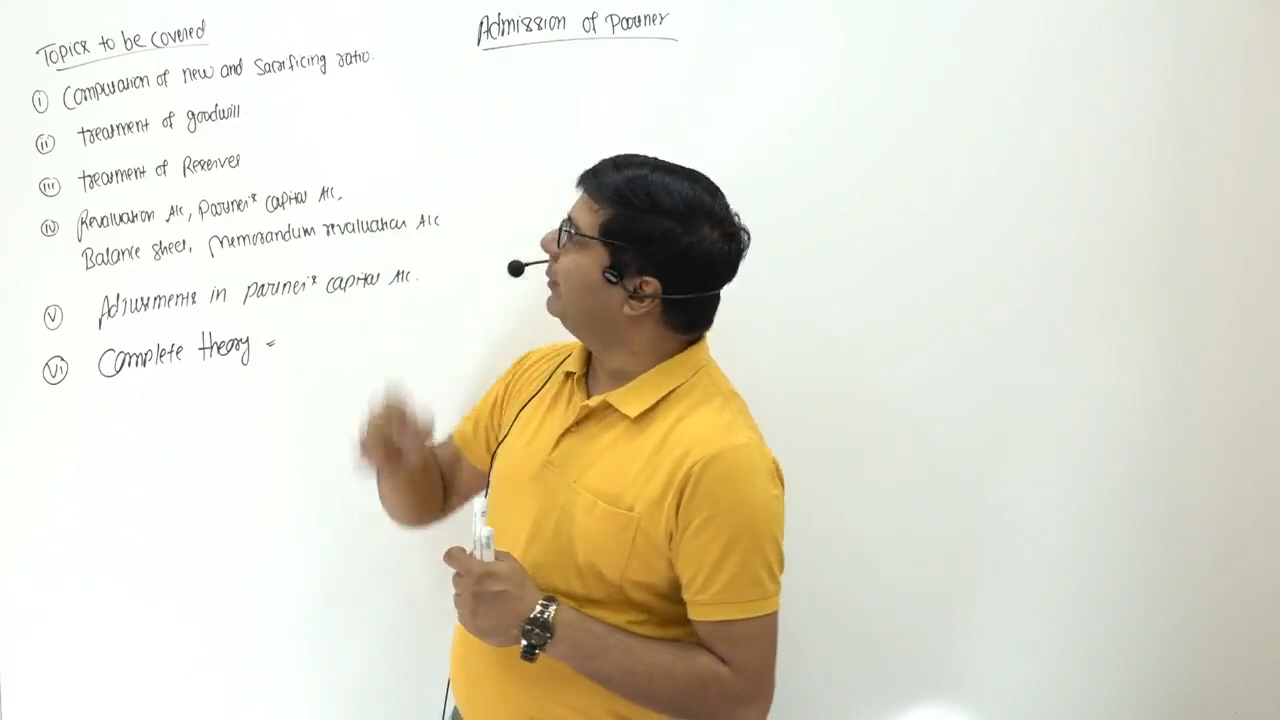 Admission of Partner
Topics to be covered
(i) Computation of new and Sacrificing ratio.
(ii) treatment of goodwill.
(iii) treatment of Reserves
(iv) Revaluation A/c, Partner's capital A/c,
Balance sheet, Memorandum revaluation A/c
(v) Adjustments in partner's capital A/c.
(vi) Complete theory =